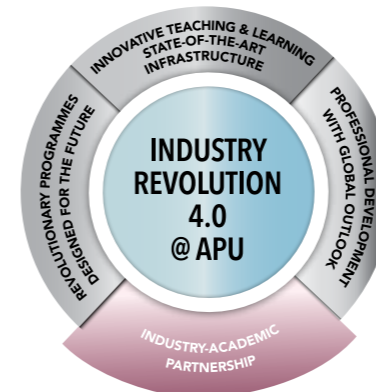 INNOVATIVE TEACHING & LEARNING
STATE-OF-THE-ART
INFRASTRUCTURE
PROFESSIONAL DEVELOPMENT
WITH GLOBAL OUTLOOK
INDUSTRY-ACADEMIC
PARTNERSHIP
REVOLUTIONARY PROGRAMMES
DESIGNED FOR THE FUTURE
INDUSTRY
REVOLUTION
4.0
@ APU